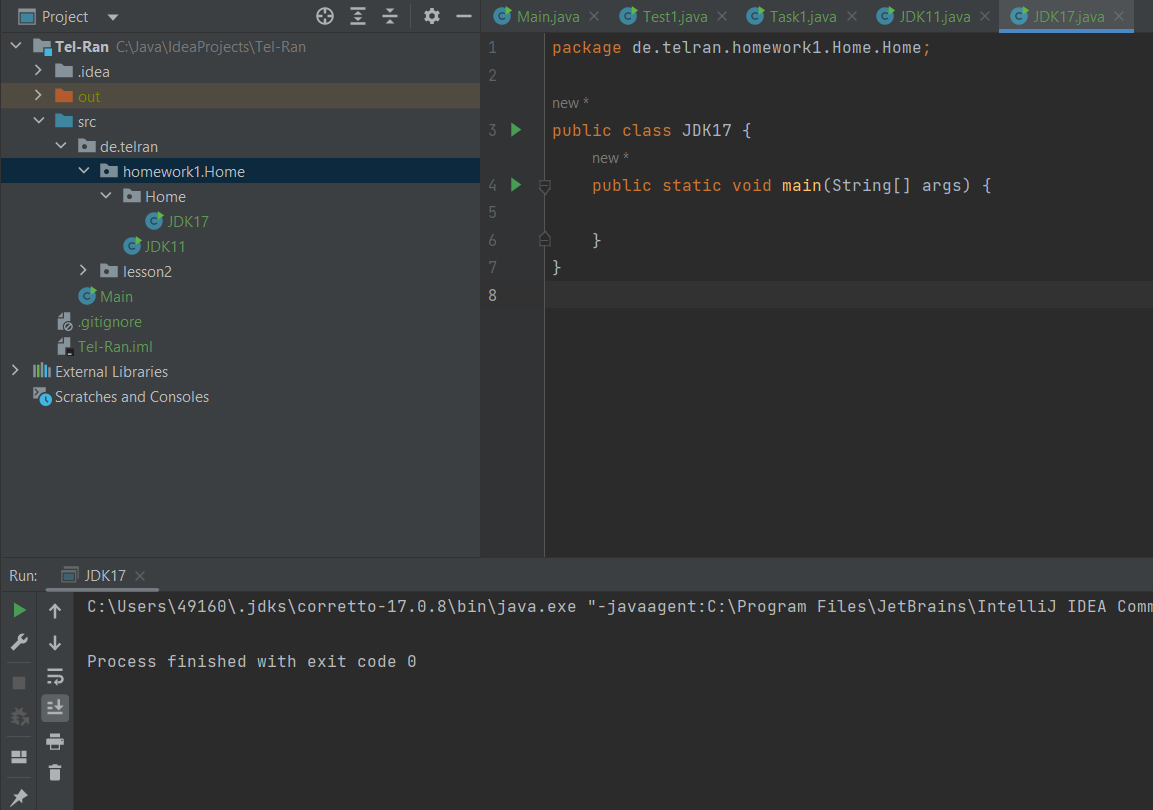 Project
Main.java
Test1.java
Task1.java
JDK11.java
JDK17.java
Tel-Ran C:\Java\IdeaProjects\Tel-Ran
.idea
out
src
de.telran
homework1.Home
Home
JDK17
JDK11
lesson2
Main
.gitignore
Tel-Ran.iml
External Libraries
Scratches and Consoles
1 package de.telran.homework1.Home.Home;
2
new *
3 public class JDK17 {
new *
4 public static void main(String[] args) {
5
6 }
7 }
8
Run: JDK17
C:\Users\49160\.jdks\corretto-17.0.8\bin\java.exe "-javaagent:C:\Program Files\JetBrains\IntelliJ IDEA Comm
Process finished with exit code 0